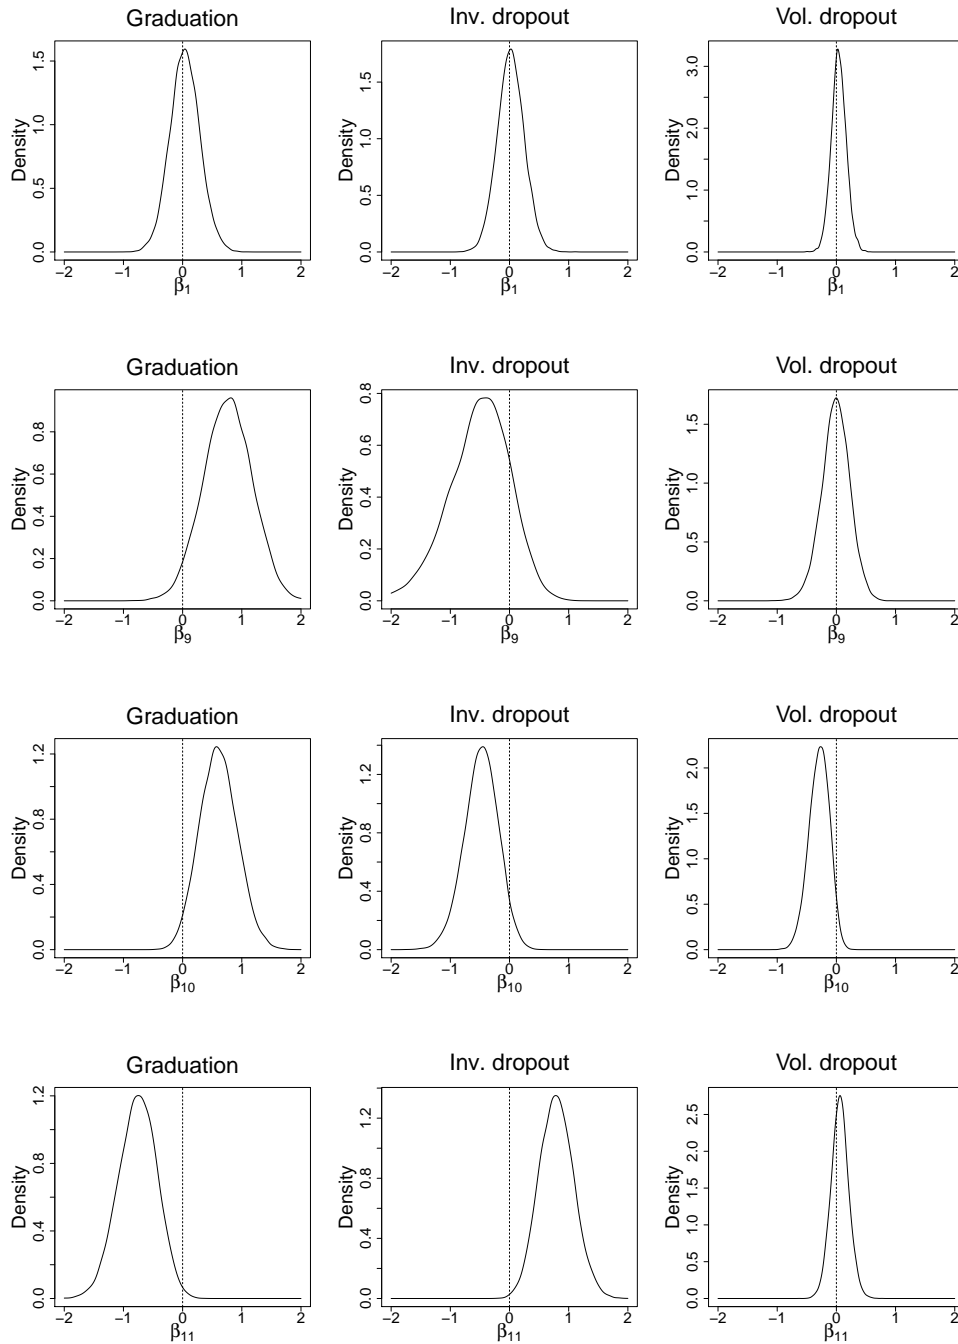 Graduation Inv. dropout Vol. dropout
Density 0.0 0.5 1.0 1.5 −2 −1 0 1 2 β1
Density 0.0 0.5 1.0 1.5 −2 −1 0 1 2 β1
Density 0.0 1.0 2.0 3.0 −2 −1 0 1 2 β1
Graduation Inv. dropout Vol. dropout
Density 0.0 0.2 0.4 0.6 0.8 −2 −1 0 1 2 β9
Density 0.0 0.2 0.4 0.6 0.8 −2 −1 0 1 2 β9
Density 0.0 0.5 1.0 1.5 −2 −1 0 1 2 β9
Graduation Inv. dropout Vol. dropout
Density 0.0 0.4 0.8 1.2 −2 −1 0 1 2 β10
Density 0.0 0.4 0.8 1.2 −2 −1 0 1 2 β10
Density 0.0 0.5 1.0 1.5 2.0 −2 −1 0 1 2 β10
Graduation Inv. dropout Vol. dropout
Density 0.0 0.4 0.8 1.2 −2 −1 0 1 2 β11
Density 0.0 0.4 0.8 1.2 −2 −1 0 1 2 β11
Density 0.0 0.5 1.0 1.5 2.0 2.5 −2 −1 0 1 2 β11